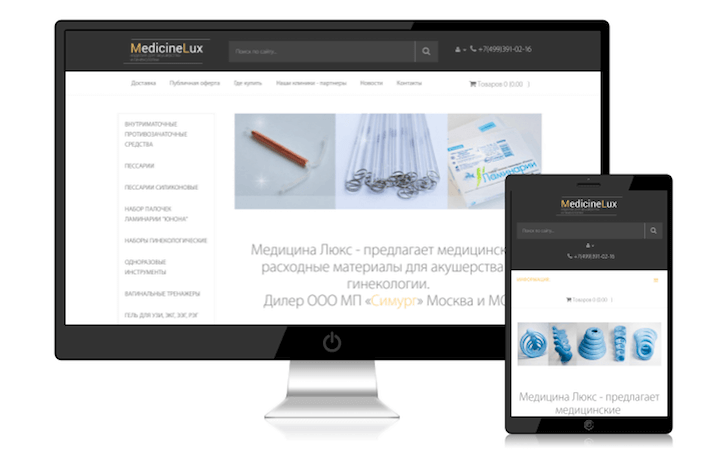 MedicineLux
Поиск по сайту...
+7(499)391-02-16
Доставка Публичная оферта Где купить Наши клиники - партнеры Новости Контакты
Товаров 0 (0.00 )
ВНУТРИМАТОЧНЫЕ
ПРОТИВОЗАЧАТОЧНЫЕ
СРЕДСТВА
ПЕССАРИИ
ПЕССАРИИ СИЛИКОНОВЫЕ
НАБОР ПАЛОЧЕК
ЛАМИНАРИИ "ЮНОНА"
НАБОРЫ ГИНЕКОЛОГИЧЕСКИЕ
ОДНОРАЗОВЫЕ
ИНСТРУМЕНТЫ
ВАГИНАЛЬНЫЕ ТРЕНАЖЕРЫ
ГЕЛЬ ДЛЯ УЗИ, ЭКГ, ЭЭГ, РЭГ
Ламинарии
Медицина Люкс - предлагает медицинск
расходные материалы для акушерства
гинекологии.
Дилер ООО МП «Симург» Москва и МО
MedicineLux
Поиск по сайту...
+7(499)391-02-16
ИНФОРМАЦИЯ
Товаров 0 (0.00 )
Медицина Люкс - предлагает
медицинские